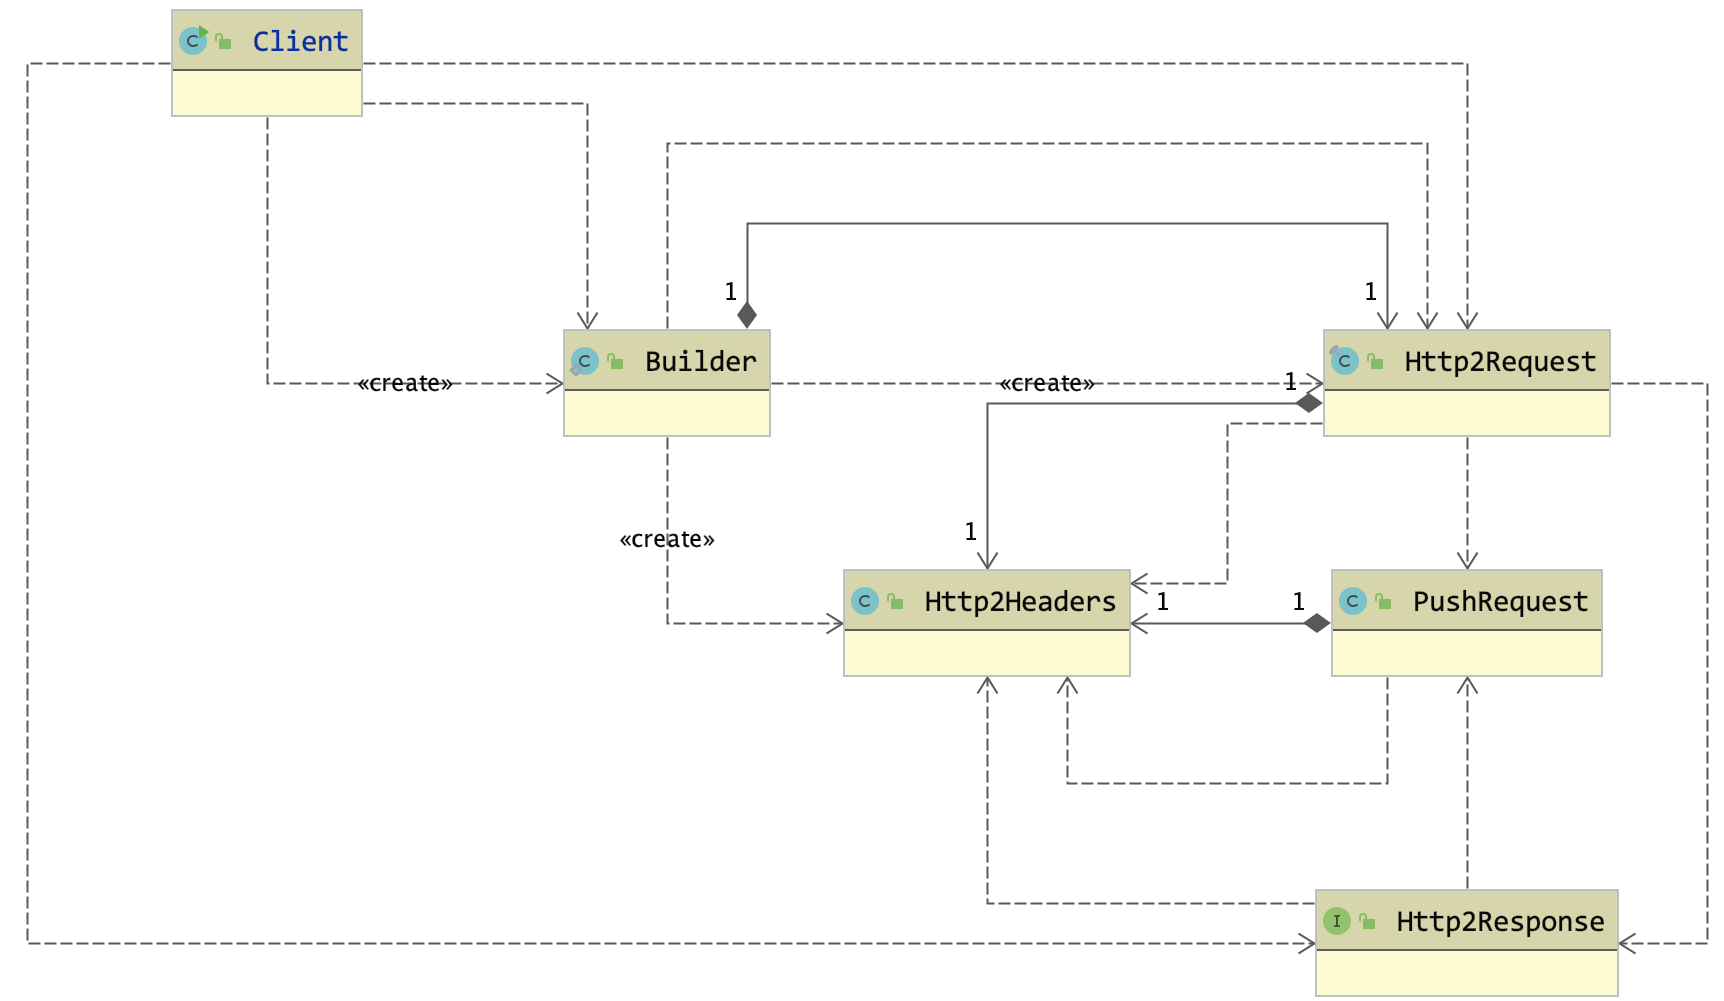 C Client
1
1
C Builder
C Http2Request
«create»
«create»
1
1
«create»
C Http2Headers
1
1
C PushRequest
I Http2Response